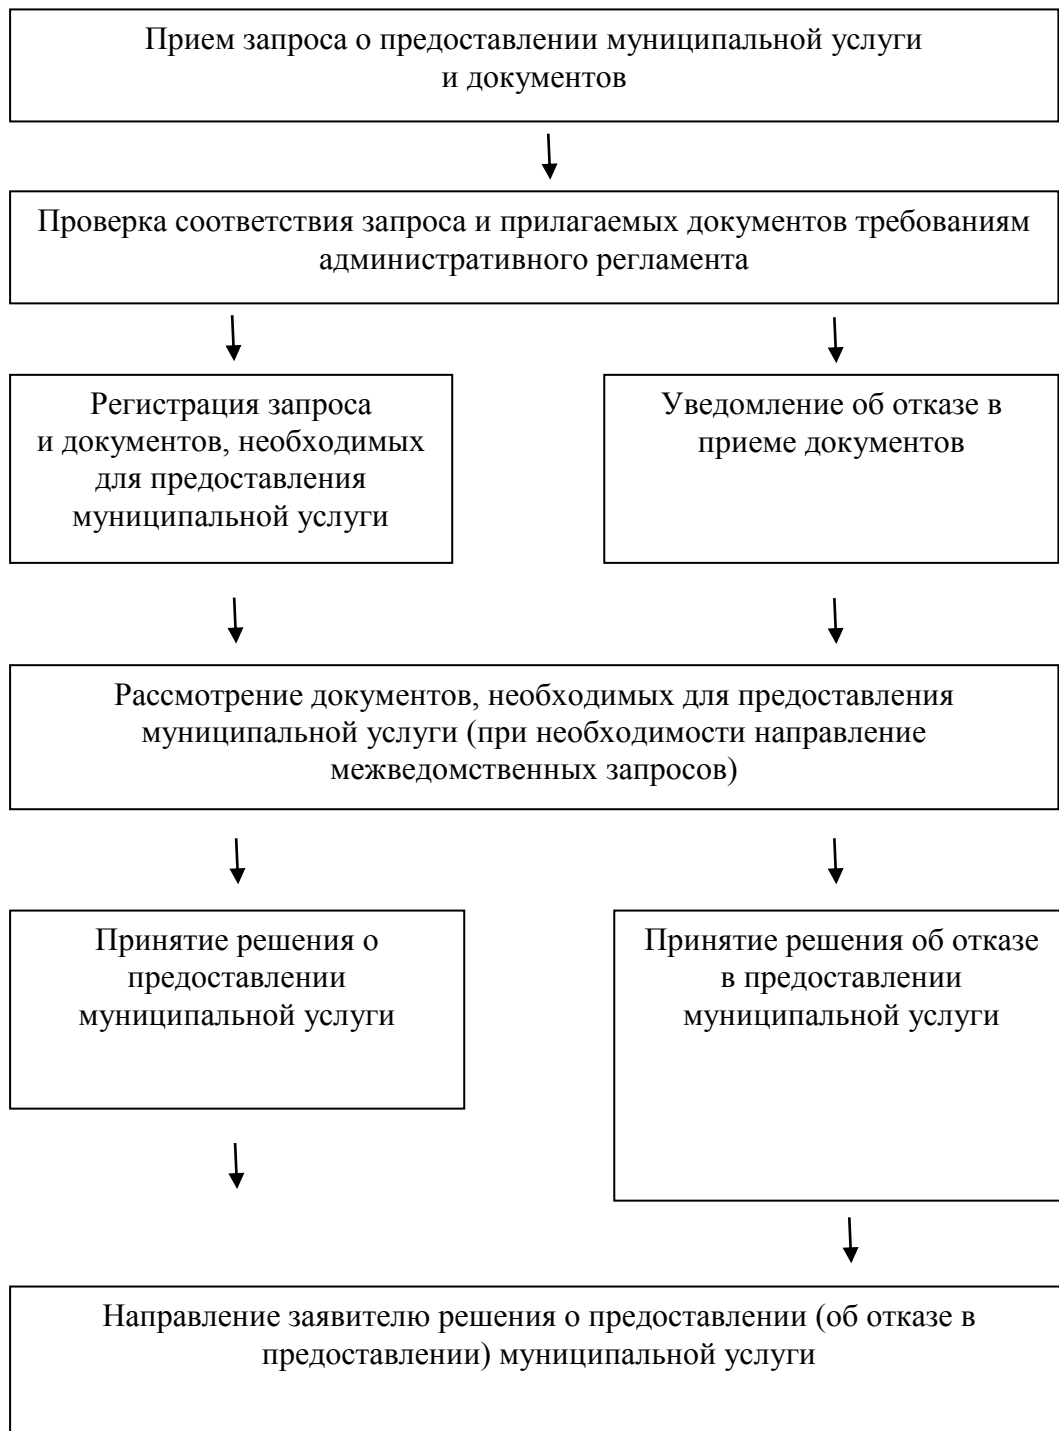 Прием запроса о предоставлении муниципальной услуги
и документов
Проверка соответствия запроса и прилагаемых документов требованиям
административного регламента
Регистрация запроса
и документов, необходимых
для предоставления
муниципальной услуги
Уведомление об отказе в
приеме документов
Рассмотрение документов, необходимых для предоставления
муниципальной услуги (при необходимости направление
межведомственных запросов)
Принятие решения о
предоставлении
муниципальной услуги
Принятие решения об отказе
в предоставлении
муниципальной услуги
Направление заявителю решения о предоставлении (об отказе в
предоставлении) муниципальной услуги